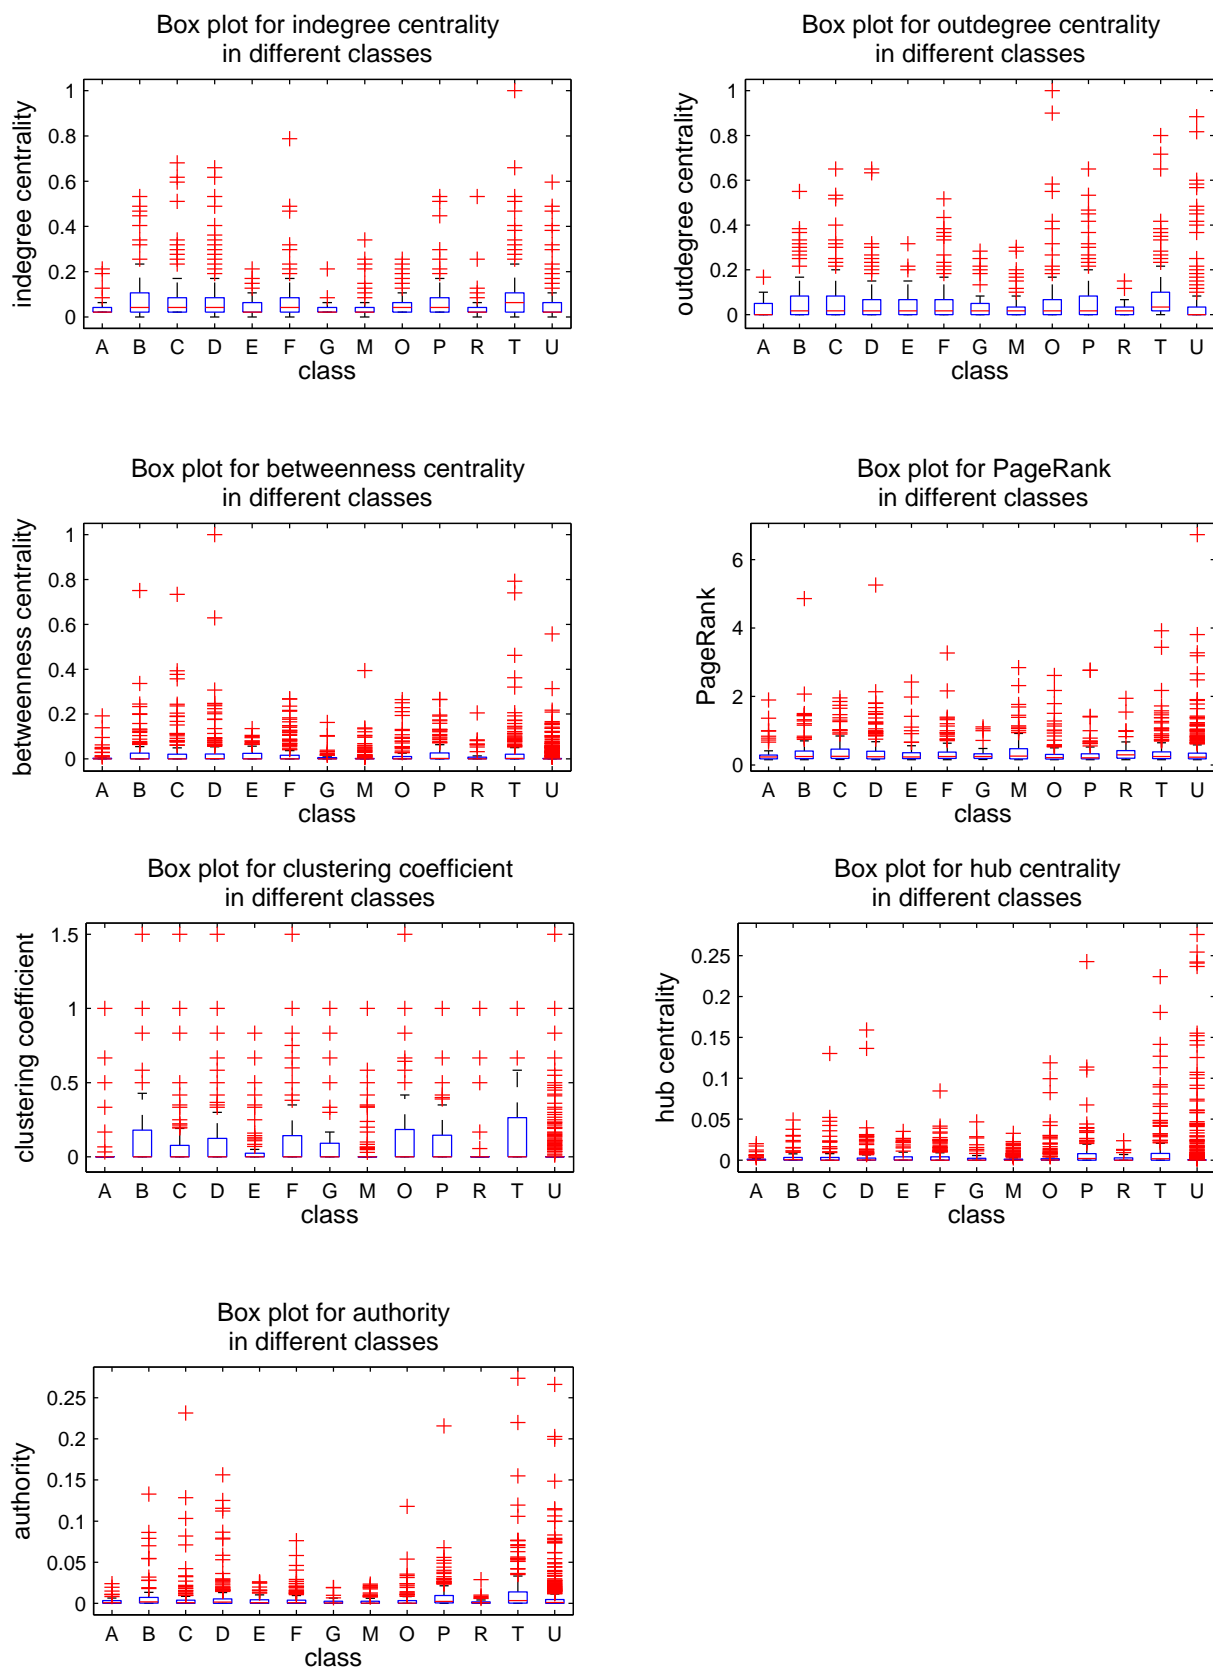 Box plot for indegree centrality
in different classes
indegree centrality
1
0.8
0.6
0.4
0.2
0
A B C D E F G M O P R T U
class
Box plot for outdegree centrality
in different classes
outdegree centrality
1
0.8
0.6
0.4
0.2
0
A B C D E F G M O P R T U
class
Box plot for betweenness centrality
in different classes
betweenness centrality
1
0.8
0.6
0.4
0.2
0
A B C D E F G M O P R T U
class
Box plot for PageRank
in different classes
PageRank
6
4
2
0
A B C D E F G M O P R T U
class
Box plot for clustering coefficient
in different classes
clustering coefficient
1.5
1
0.5
0
A B C D E F G M O P R T U
class
Box plot for hub centrality
in different classes
hub centrality
0.25
0.2
0.15
0.1
0.05
0
A B C D E F G M O P R T U
class
Box plot for authority
in different classes
authority
0.25
0.2
0.15
0.1
0.05
0
A B C D E F G M O P R T U
class